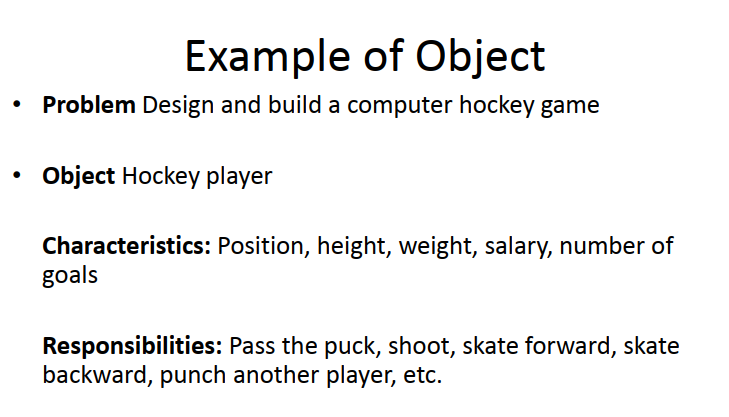 Example of Object
• Problem Design and build a computer hockey game
• Object Hockey player
Characteristics: Position, height, weight, salary, number of
goals
Responsibilities: Pass the puck, shoot, skate forward, skate
backward, punch another player, etc.